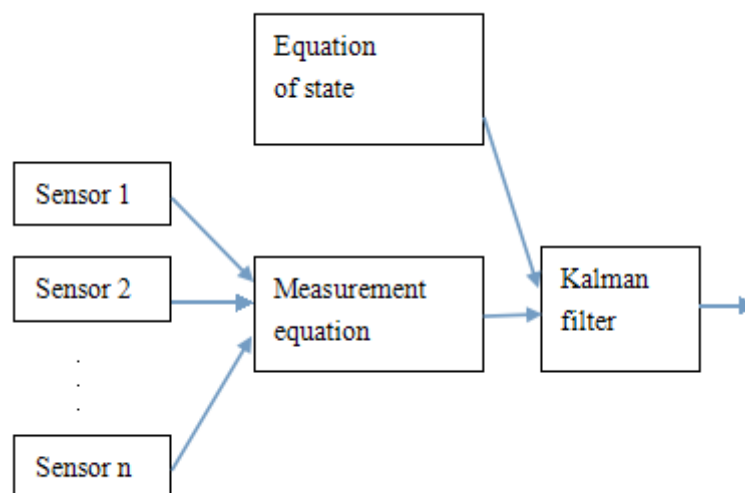 Equation
of state
Sensor 1
Sensor 2
Measurement
equation
Kalman
filter
.
.
.
Sensor n